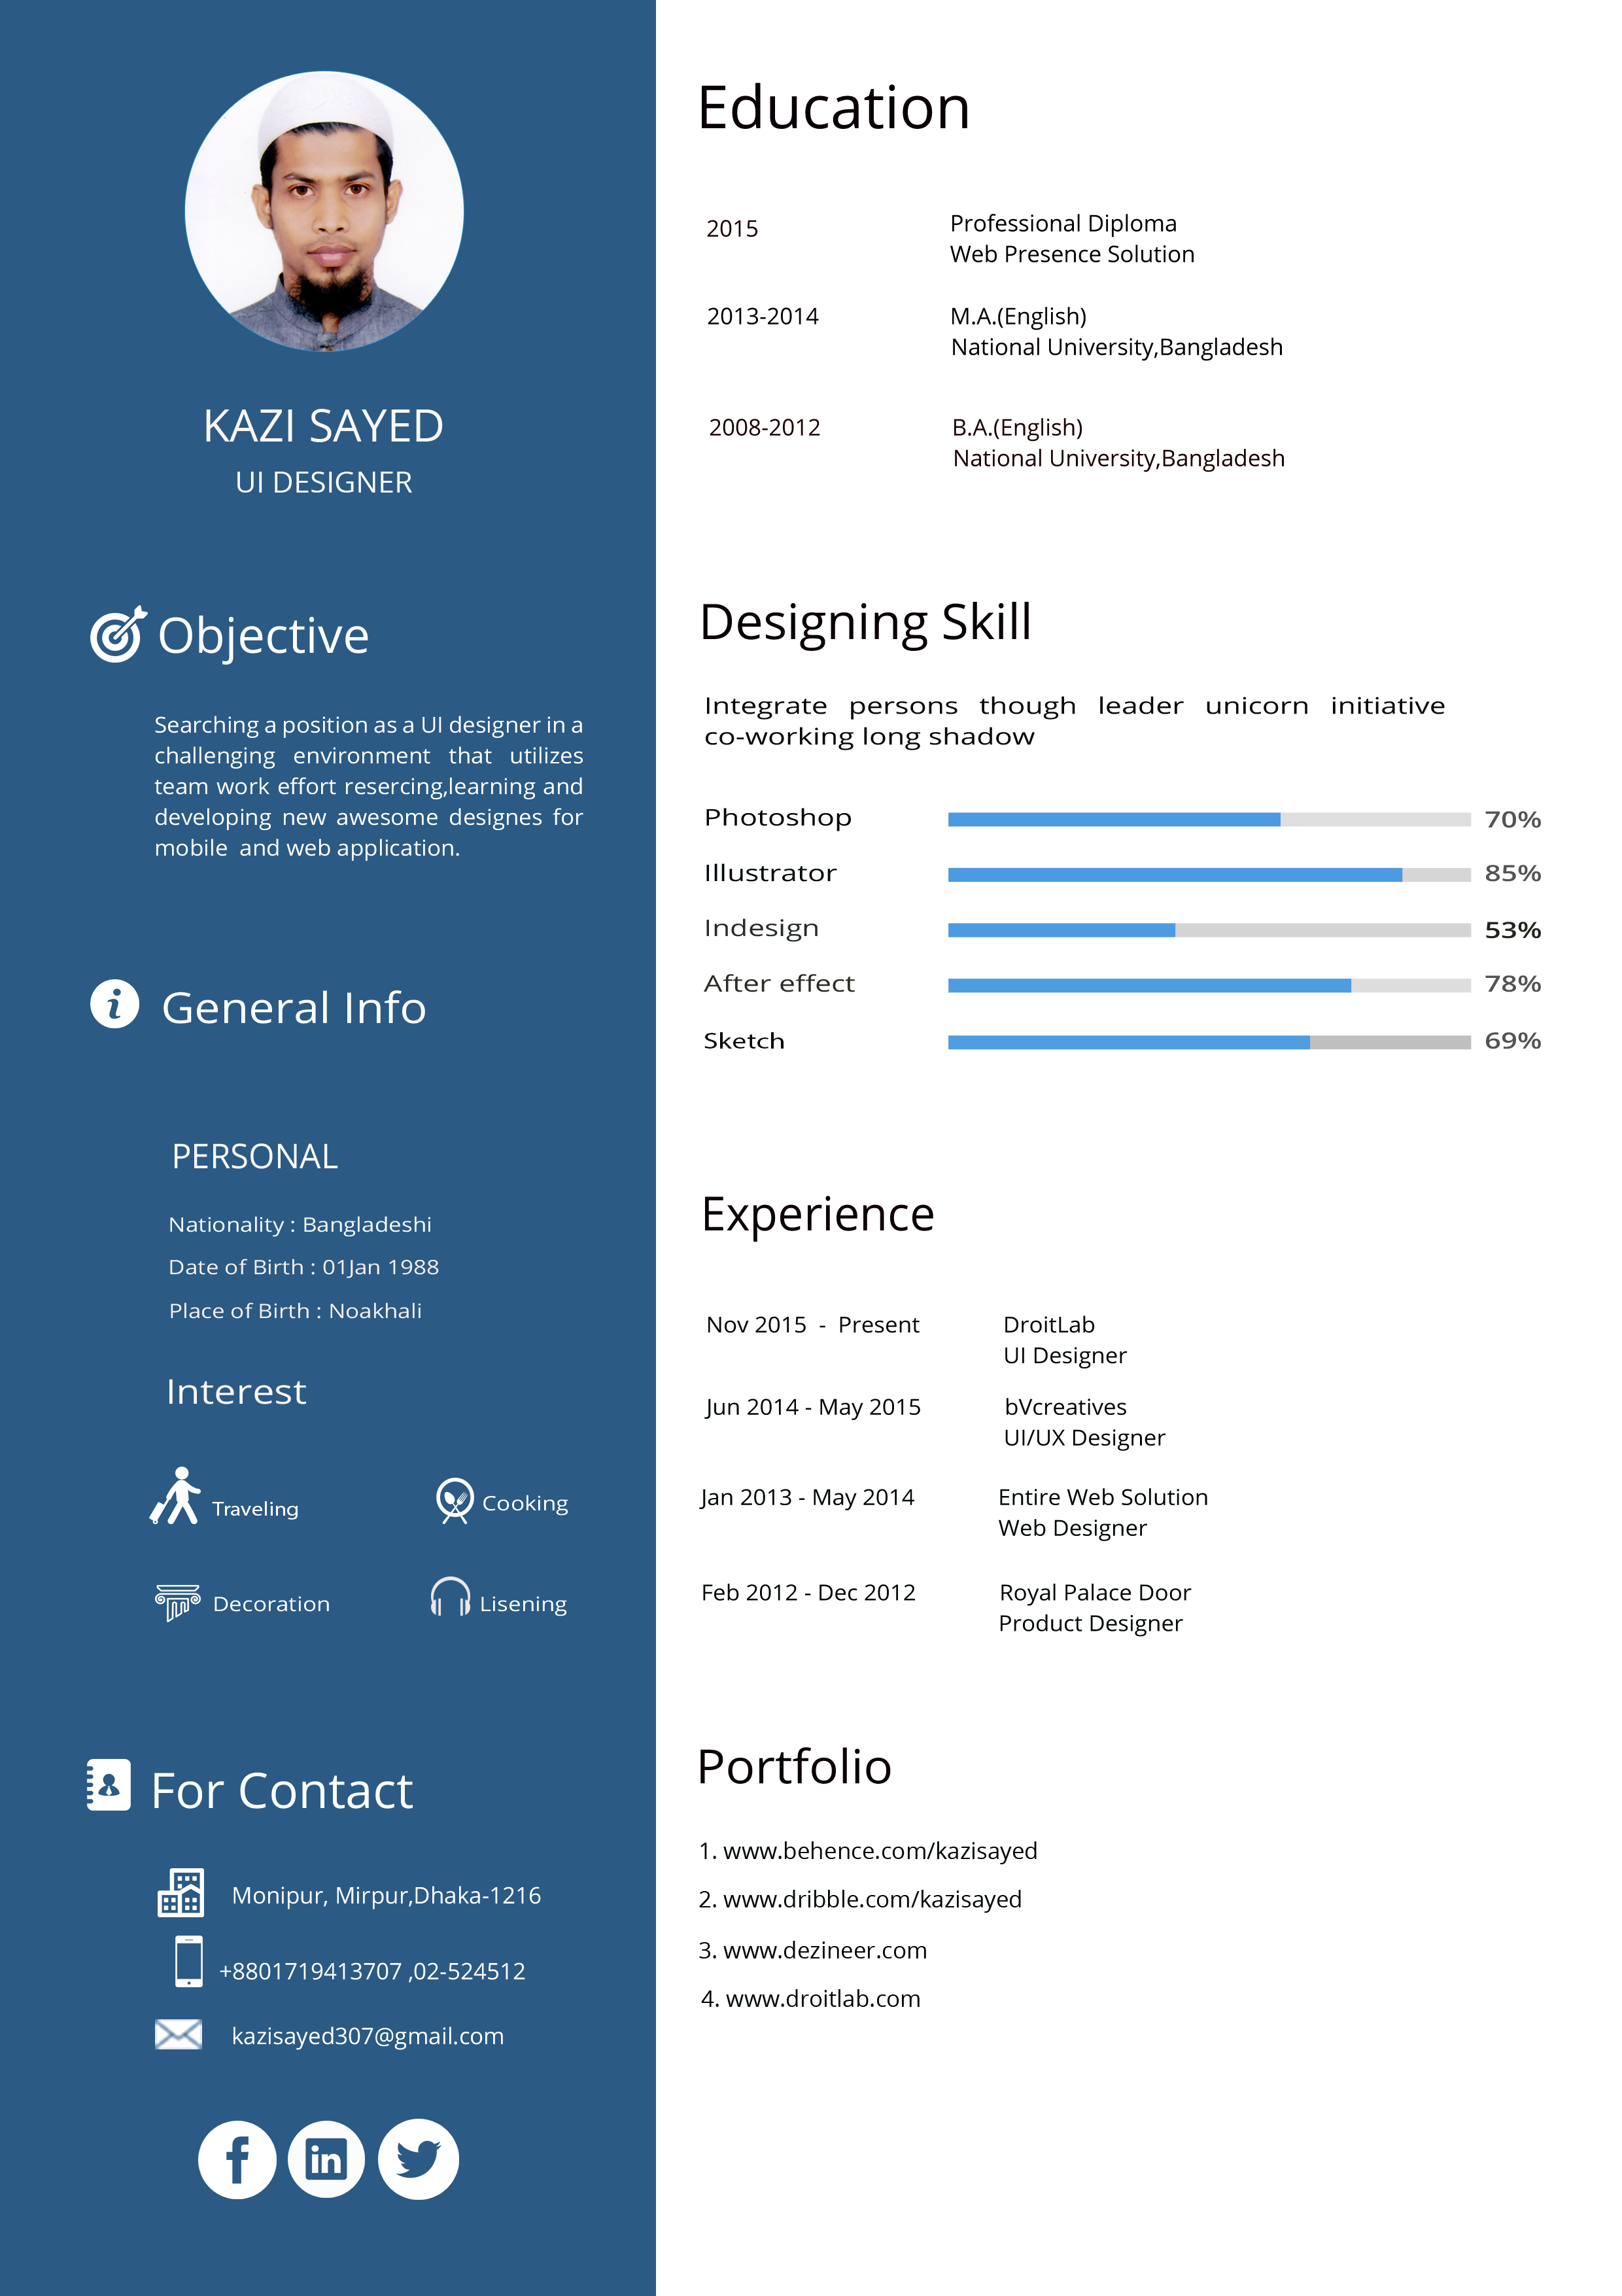 KAZI SAYED
UI DESIGNER
Objective
Searching a position as a UI designer in a
challenging environment that utilizes
team work effort resercing,learning and
developing new awesome designes for
mobile and web application.
General Info
PERSONAL
Nationality : Bangladeshi
Date of Birth : 01Jan 1988
Place of Birth : Noakhali
Interest
Traveling
Cooking
Decoration
Lisening
For Contact
Monipur, Mirpur,Dhaka-1216
+8801719413707 ,02-524512
kazisayed307@gmail.com
f
in
Education
2015
Professional Diploma
Web Presence Solution
2013-2014
M.A.(English)
National University,Bangladesh
2008-2012
B.A.(English)
National University,Bangladesh
Designing Skill
Integrate persons though leader unicorn initiative
co-working long shadow
Photoshop 70%
Illustrator 85%
Indesign 53%
After effect 78%
Sketch 69%
Experience
Nov 2015 - Present
DroitLab
UI Designer
Jun 2014 - May 2015
bVcreatives
UI/UX Designer
Jan 2013 - May 2014
Entire Web Solution
Web Designer
Feb 2012 - Dec 2012
Royal Palace Door
Product Designer
Portfolio
1. www.behence.com/kazisayed
2. www.dribble.com/kazisayed
3. www.dezineer.com
4. www.droitlab.com